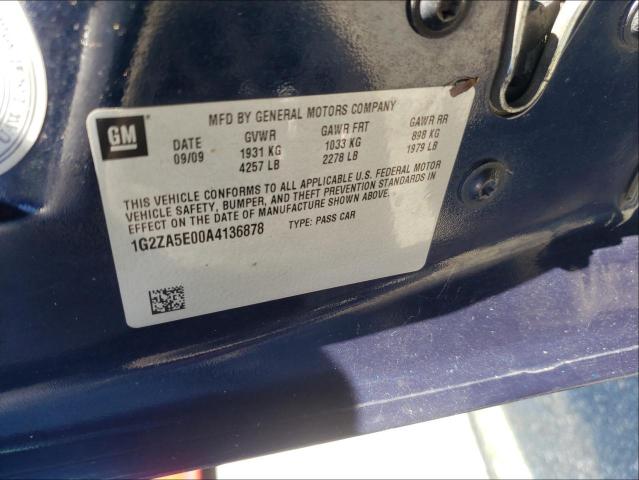 GM
MFD BY GENERAL MOTORS COMPANY
DATE GVWR GAWR FRT GAWR RR
09/09 1931 KG 1033 KG 898 KG
4257 LB 2278 LB 1979 LB
THIS VEHICLE CONFORMS TO ALL APPLICABLE U.S. FEDERAL MOTOR
VEHICLE SAFETY, BUMPER, AND THEFT PREVENTION STANDARDS IN
EFFECT ON THE DATE OF MANUFACTURE SHOWN ABOVE.
1G2ZA5E00A4136878 TYPE: PASS CAR